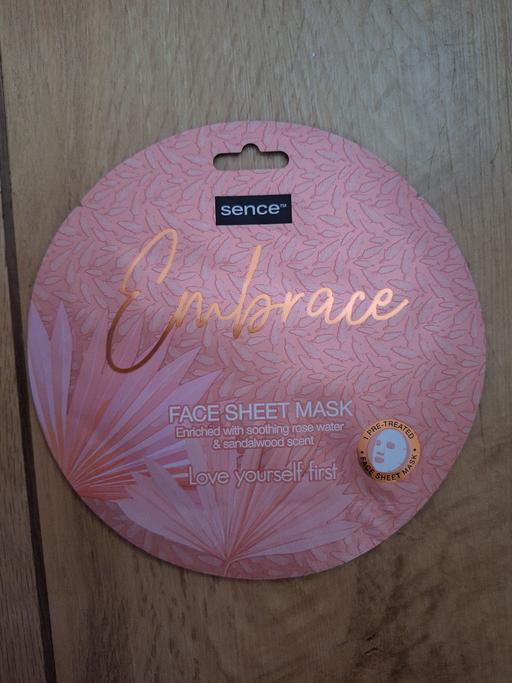 sence™
Embrace
FACE SHEET MASK
Enriched with soothing rose water
& sandalwood scent
Love yourself first
1 PRE-TREATED
• FACE SHEET MASK •